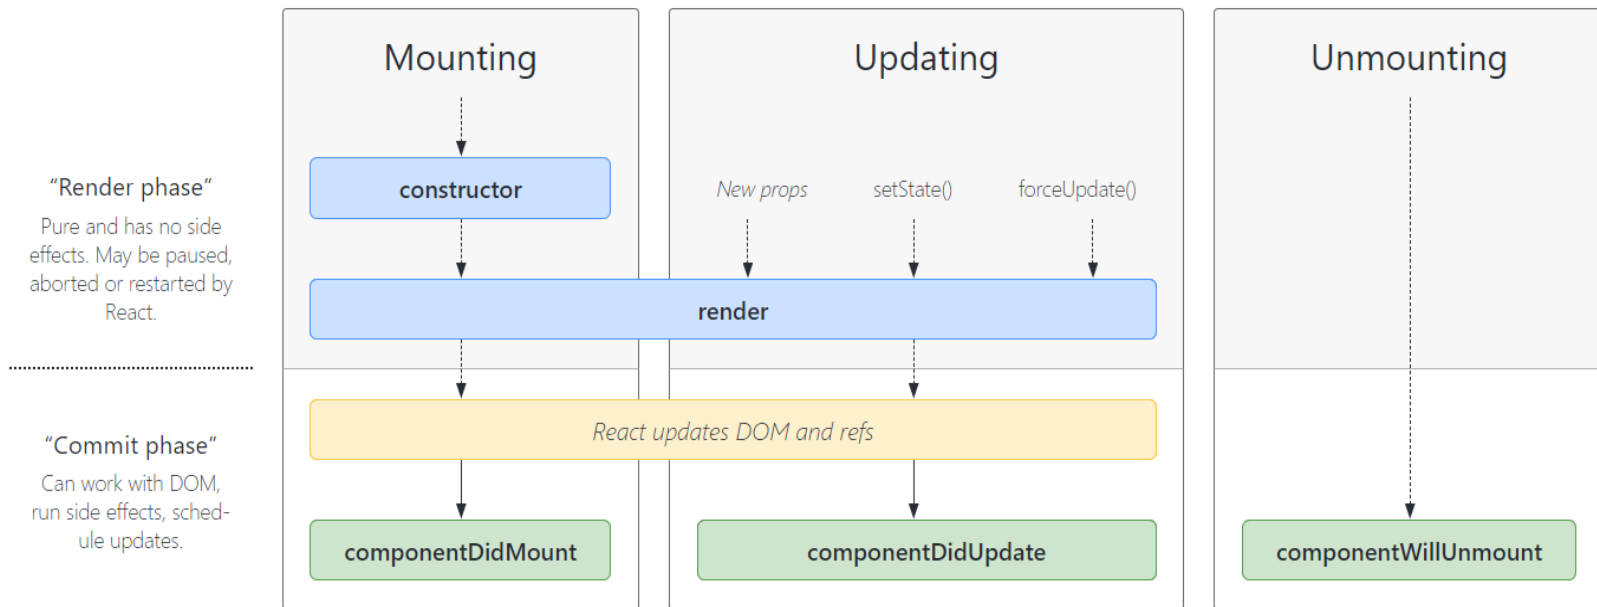 Mounting
Updating
Unmounting
“Render phase”
Pure and has no side
effects. May be paused,
aborted or restarted by
React.
constructor
New props
setState()
forceUpdate()
render
“Commit phase”
Can work with DOM,
run side effects, sched-
ule updates.
React updates DOM and refs
componentDidMount
componentDidUpdate
componentWillUnmount